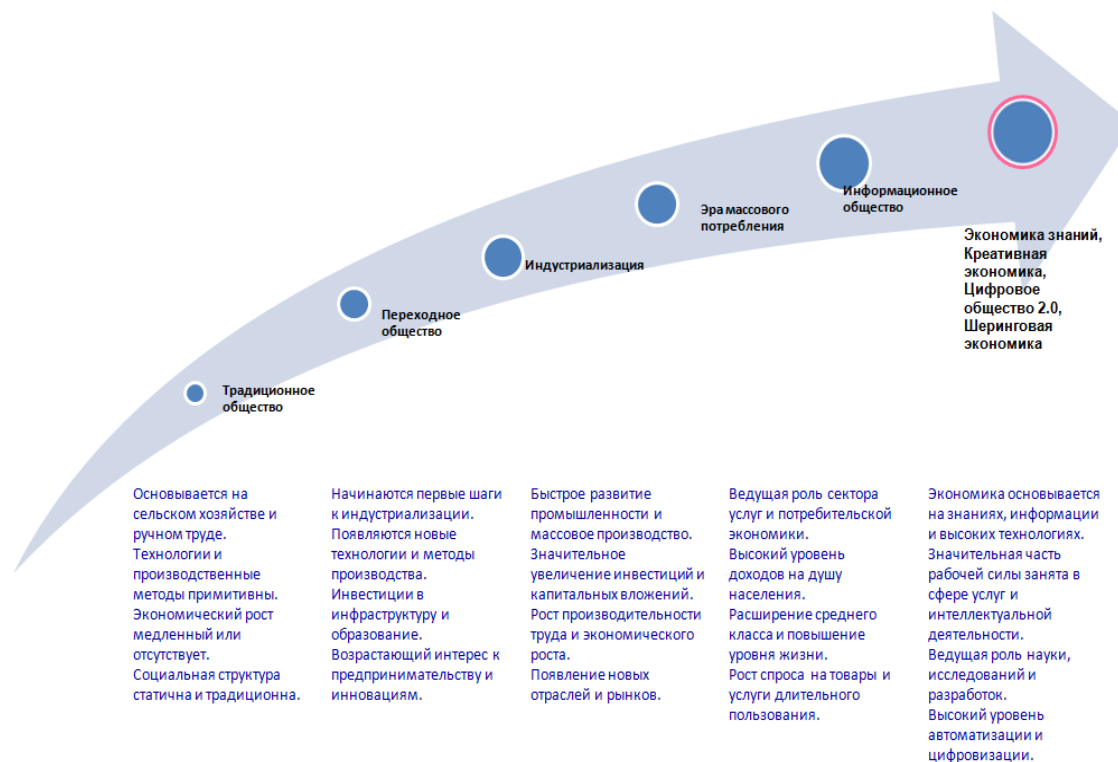 Традиционное
общество
Переходное
общество
Индустриализация
Эра массового
потребления
Информационное
общество
Экономика знаний,
Креативная
экономика,
Цифровое
общество 2.0,
Шеринговая
экономика
Основывается на
сельском хозяйстве и
ручном труде.
Технологии и
производственные
методы примитивны.
Экономический рост
медленный или
отсутствует.
Социальная структура
статична и традиционна.
Начинаются первые шаги
к индустриализации.
Появляются новые
технологии и методы
производства.
Инвестиции в
инфраструктуру и
образование.
Возрастающий интерес к
предпринимательству и
инновациям.
Быстрое развитие
промышленности и
массовое производство.
Значительное
увеличение инвестиций и
капитальных вложений.
Рост производительности
труда и экономического
роста.
Появление новых
отраслей и рынков.
Ведущая роль сектора
услуг и потребительской
экономики.
Высокий уровень
доходов на душу
населения.
Расширение среднего
класса и повышение
уровня жизни.
Рост спроса на товары и
услуги длительного
пользования.
Экономика основывается
на знаниях, информации
и высоких технологиях.
Значительная часть
рабочей силы занята в
сфере услуг и
интеллектуальной
деятельности.
Ведущая роль науки,
исследований и
разработок.
Высокий уровень
автоматизации и
цифровизации.